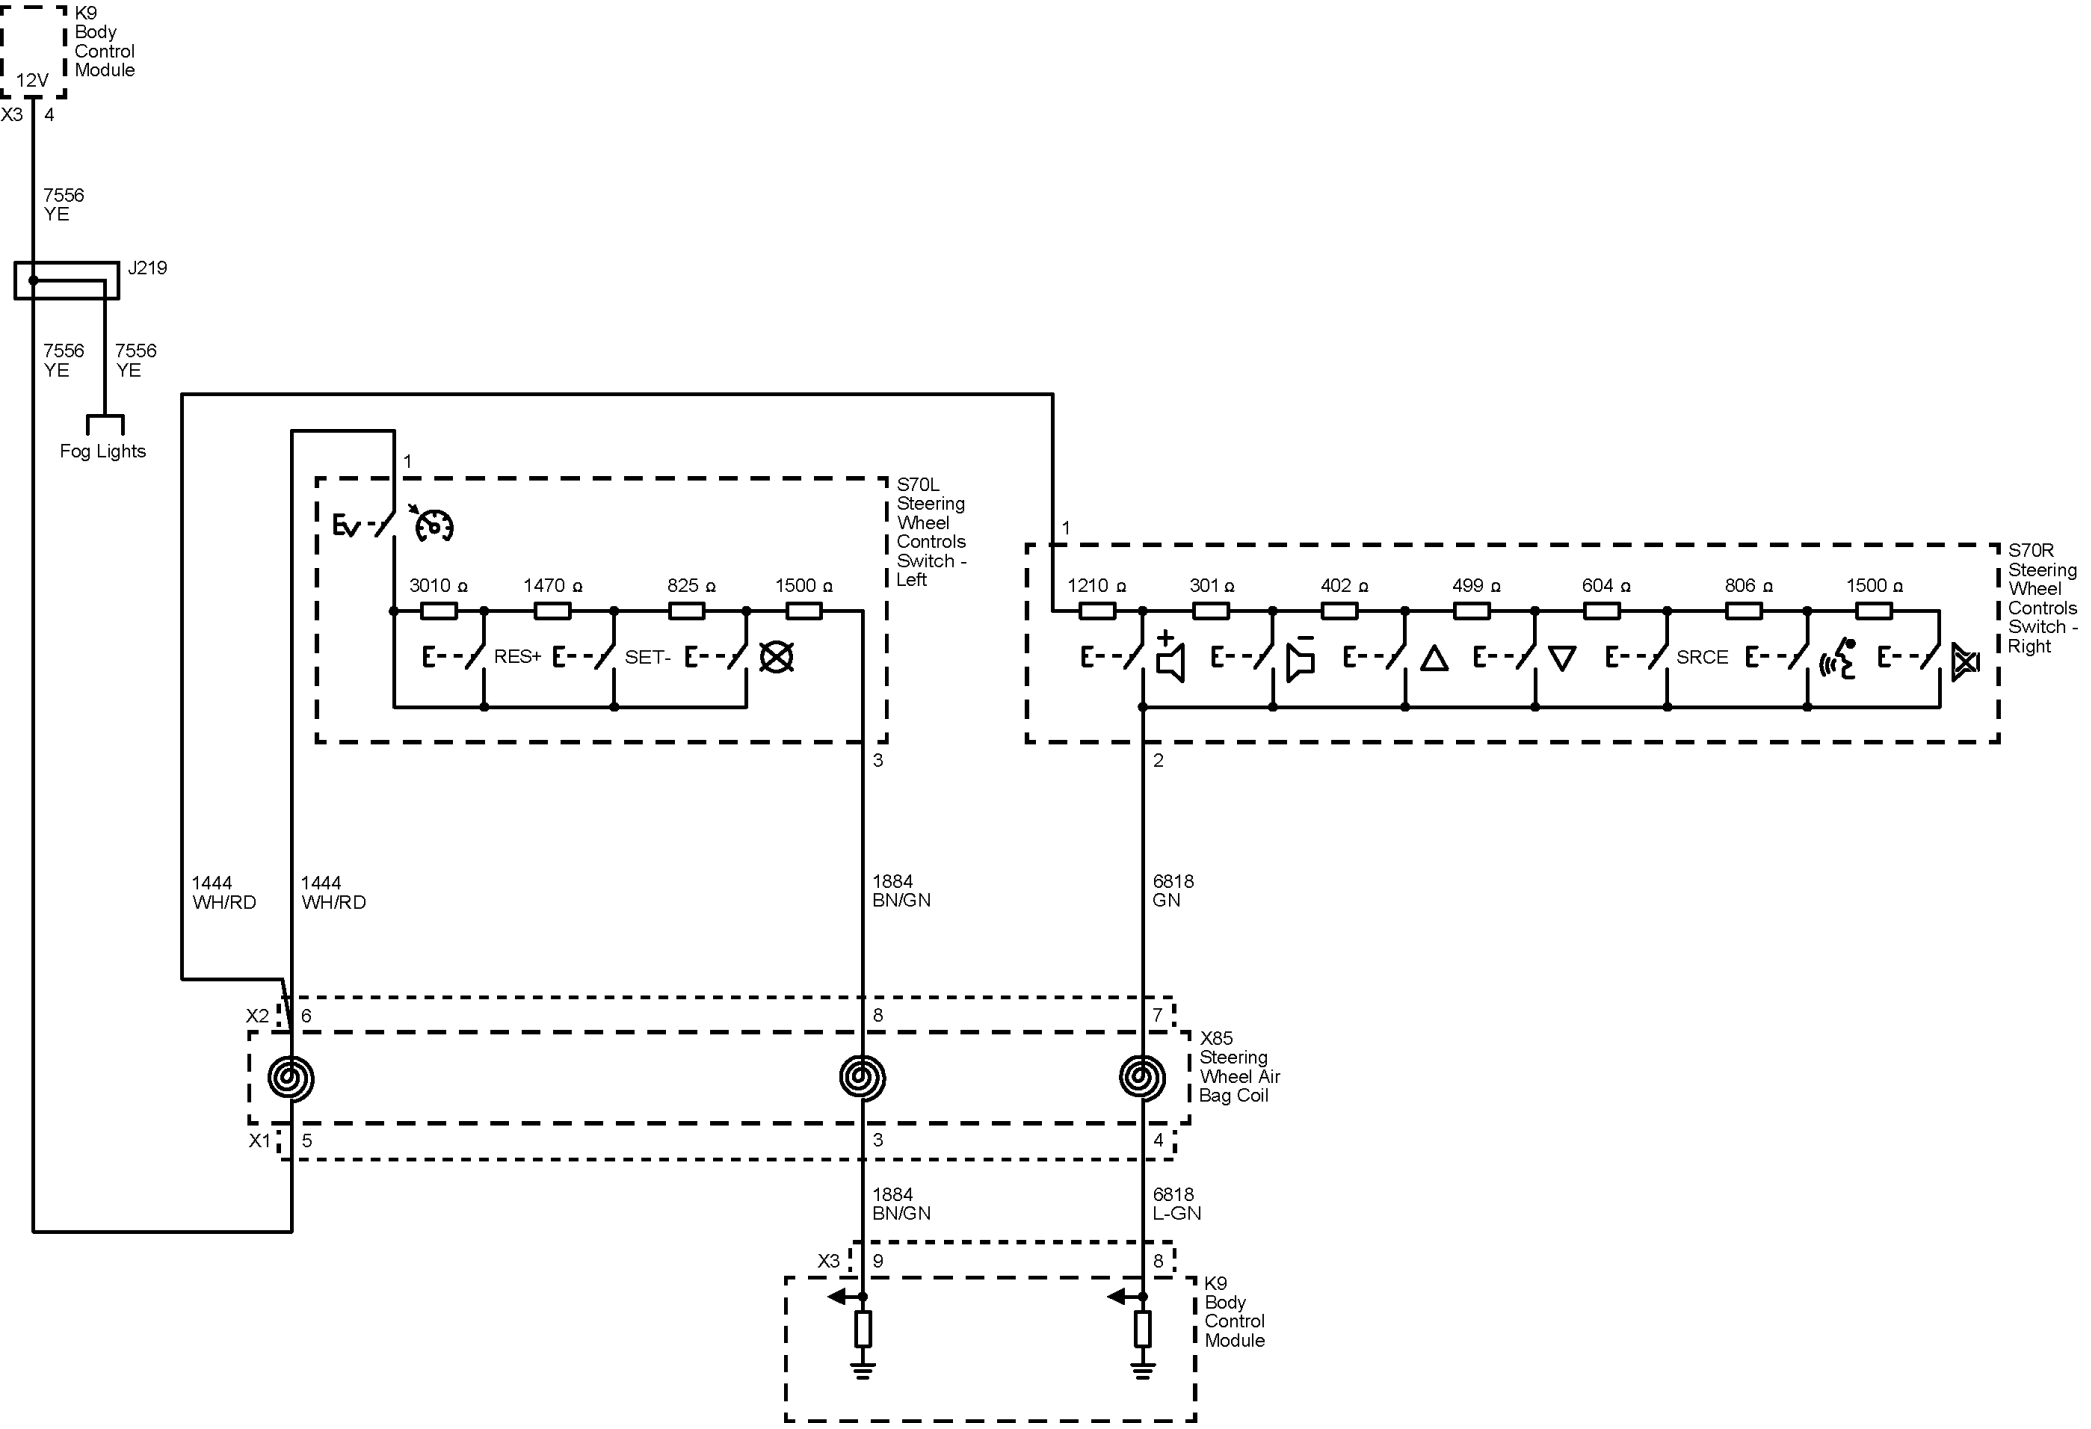 K9
Body
Control
Module
12V
X3 4
7556
YE
J219
7556
YE
7556
YE
Fog Lights
1
S70L
Steering
Wheel
Controls
Switch -
Left
3010 Ω 1470 Ω 825 Ω 1500 Ω
RES+ SET-
3
1
S70R
Steering
Wheel
Controls
Switch -
Right
1210 Ω 301 Ω 402 Ω 499 Ω 604 Ω 806 Ω 1500 Ω
+ −
SRCE
2
1444
WH/RD
1444
WH/RD
1884
BN/GN
6818
GN
X2 6 8 7
X85
Steering
Wheel Air
Bag Coil
X1 5 3 4
1884
BN/GN
6818
L-GN
X3 9 8
K9
Body
Control
Module